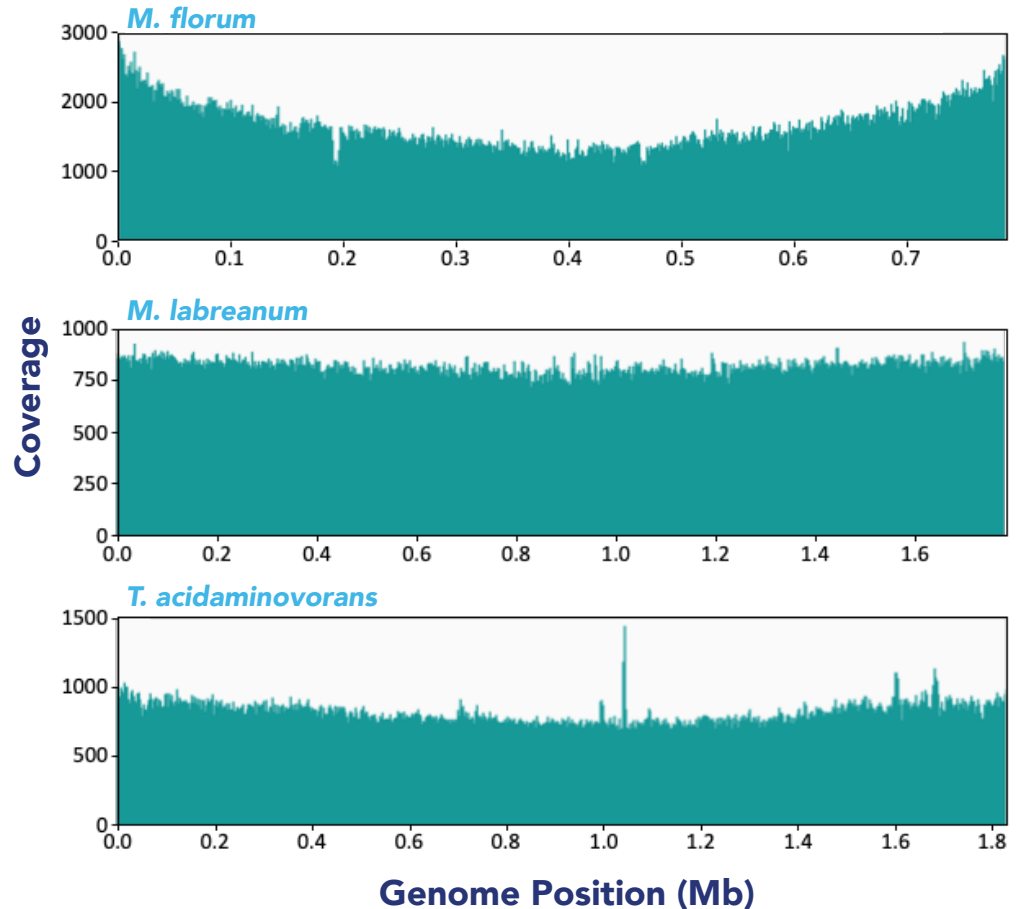 M. florum
3000
2000
1000
0
0.0 0.1 0.2 0.3 0.4 0.5 0.6 0.7
M. labreanum
Coverage
1000
750
500
250
0
0.0 0.2 0.4 0.6 0.8 1.0 1.2 1.4 1.6
T. acidaminovorans
1500
1000
500
0
0.0 0.2 0.4 0.6 0.8 1.0 1.2 1.4 1.6 1.8
Genome Position (Mb)